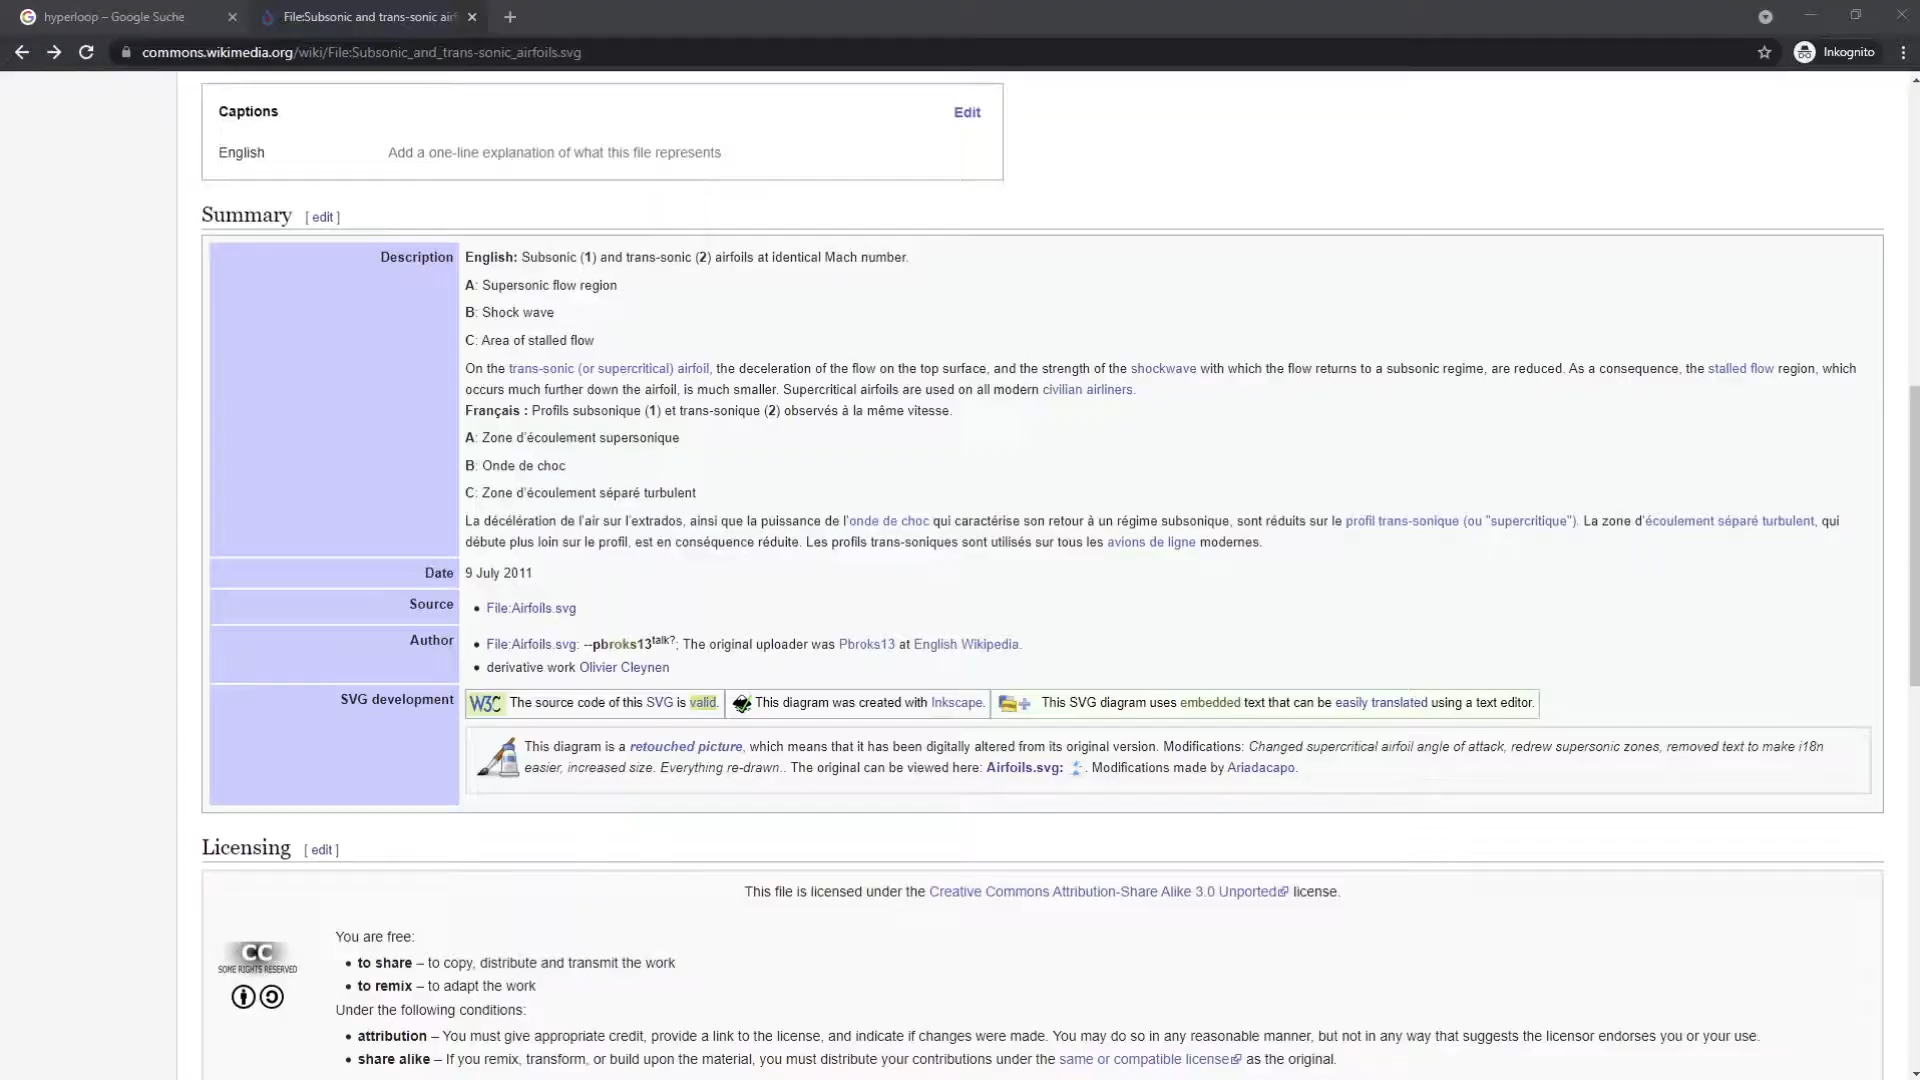 hyperloop – Google Suche
File:Subsonic and trans-sonic air
commons.wikimedia.org/wiki/File:Subsonic_and_trans-sonic_airfoils.svg
Inkognito
Captions
Edit
English
Add a one-line explanation of what this file represents
Summary [ edit ]
Description
English: Subsonic (1) and trans-sonic (2) airfoils at identical Mach number.
A: Supersonic flow region
B: Shock wave
C: Area of stalled flow
On the trans-sonic (or supercritical) airfoil, the deceleration of the flow on the top surface, and the strength of the shockwave with which the flow returns to a subsonic regime, are reduced. As a consequence, the stalled flow region, which
occurs much further down the airfoil, is much smaller. Supercritical airfoils are used on all modern civilian airliners.
Français : Profils subsonique (1) et trans-sonique (2) observés à la même vitesse.
A: Zone d'écoulement supersonique
B: Onde de choc
C: Zone d'écoulement séparé turbulent
La décélération de l'air sur l'extrados, ainsi que la puissance de l'onde de choc qui caractérise son retour à un régime subsonique, sont réduits sur le profil trans-sonique (ou "supercritique"). La zone d'écoulement séparé turbulent, qui
débute plus loin sur le profil, est en conséquence réduite. Les profils trans-soniques sont utilisés sur tous les avions de ligne modernes.
Date
9 July 2011
Source
File:Airfoils.svg
Author
File:Airfoils.svg: --pbroks13talk?; The original uploader was Pbroks13 at English Wikipedia.
derivative work Olivier Cleynen
SVG development
W3C The source code of this SVG is valid. This diagram was created with Inkscape. This SVG diagram uses embedded text that can be easily translated using a text editor.
This diagram is a retouched picture, which means that it has been digitally altered from its original version. Modifications: Changed supercritical airfoil angle of attack, redrew supersonic zones, removed text to make i18n
easier, increased size. Everything re-drawn.. The original can be viewed here: Airfoils.svg: . Modifications made by Ariadacapo.
Licensing [ edit ]
This file is licensed under the Creative Commons Attribution-Share Alike 3.0 Unported license.
CC
SOME RIGHTS RESERVED
You are free:
to share – to copy, distribute and transmit the work
to remix – to adapt the work
Under the following conditions:
attribution – You must give appropriate credit, provide a link to the license, and indicate if changes were made. You may do so in any reasonable manner, but not in any way that suggests the licensor endorses you or your use.
share alike – If you remix, transform, or build upon the material, you must distribute your contributions under the same or compatible license as the original.